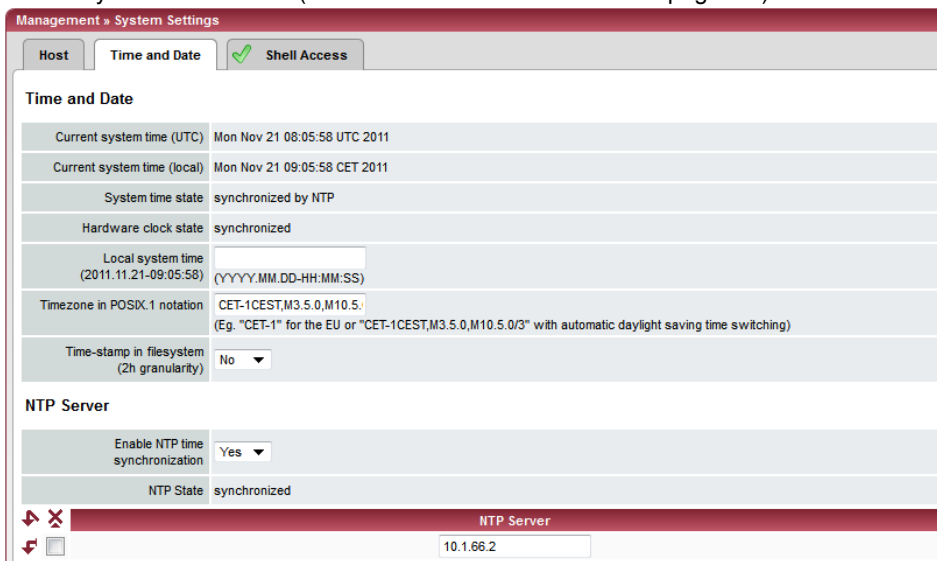 Management » System Settings
Host
Time and Date
Shell Access
Time and Date
Current system time (UTC) Mon Nov 21 08:05:58 UTC 2011
Current system time (local) Mon Nov 21 09:05:58 CET 2011
System time state synchronized by NTP
Hardware clock state synchronized
Local system time
(2011.11.21-09:05:58) (YYYY.MM.DD-HH:MM:SS)
Timezone in POSIX.1 notation CET-1CEST,M3.5.0,M10.5.
(Eg. "CET-1" for the EU or "CET-1CEST,M3.5.0,M10.5.0/3" with automatic daylight saving time switching)
Time-stamp in filesystem
(2h granularity) No
NTP Server
Enable NTP time
synchronization Yes
NTP State synchronized
NTP Server
10.1.66.2